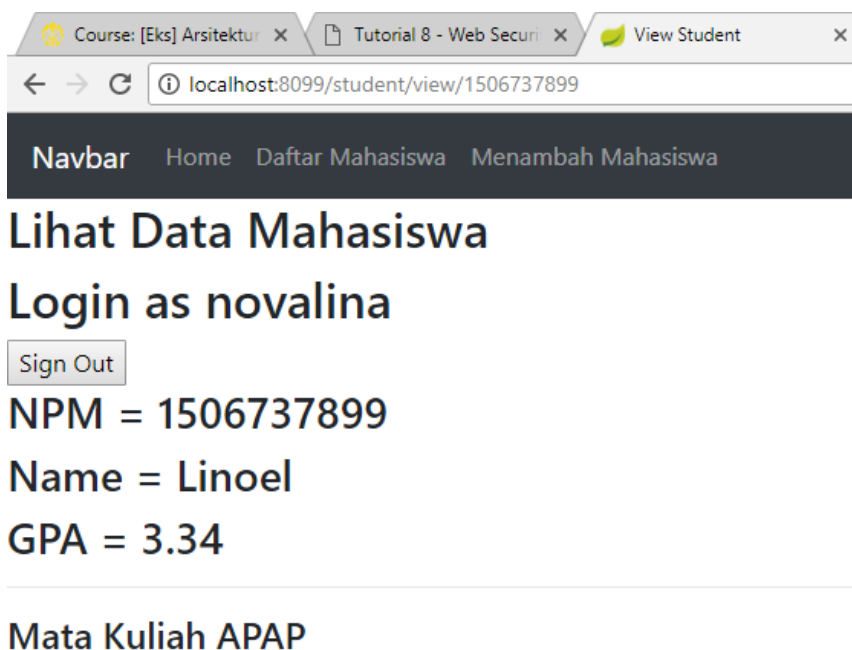 Course: [Eks] Arsitektur
Tutorial 8 - Web Securi
View Student
localhost:8099/student/view/1506737899
Navbar Home Daftar Mahasiswa Menambah Mahasiswa
Lihat Data Mahasiswa
Login as novalina
Sign Out
NPM = 1506737899
Name = Linoel
GPA = 3.34
Mata Kuliah APAP